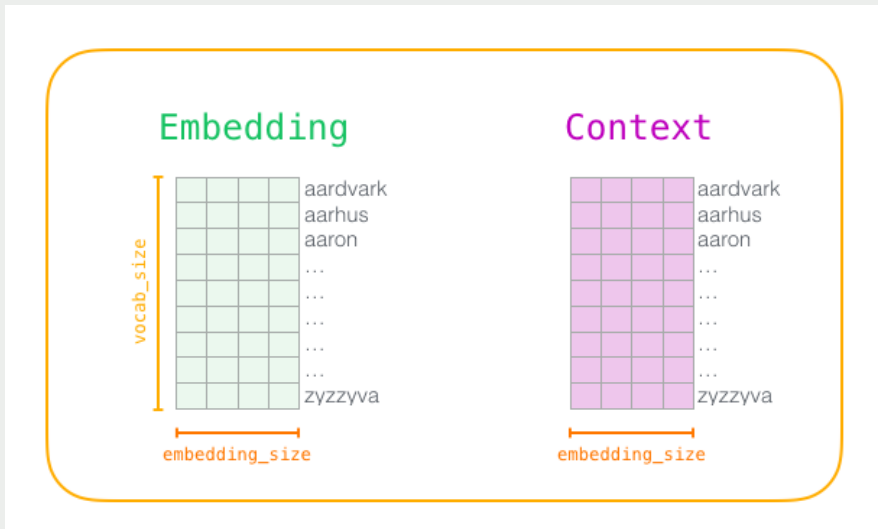 Embedding
Context
vocab_size
aardvark
aarhus
aaron
...
...
...
...
...
zyzzyva
embedding_size
aardvark
aarhus
aaron
...
...
...
...
...
zyzzyva
embedding_size